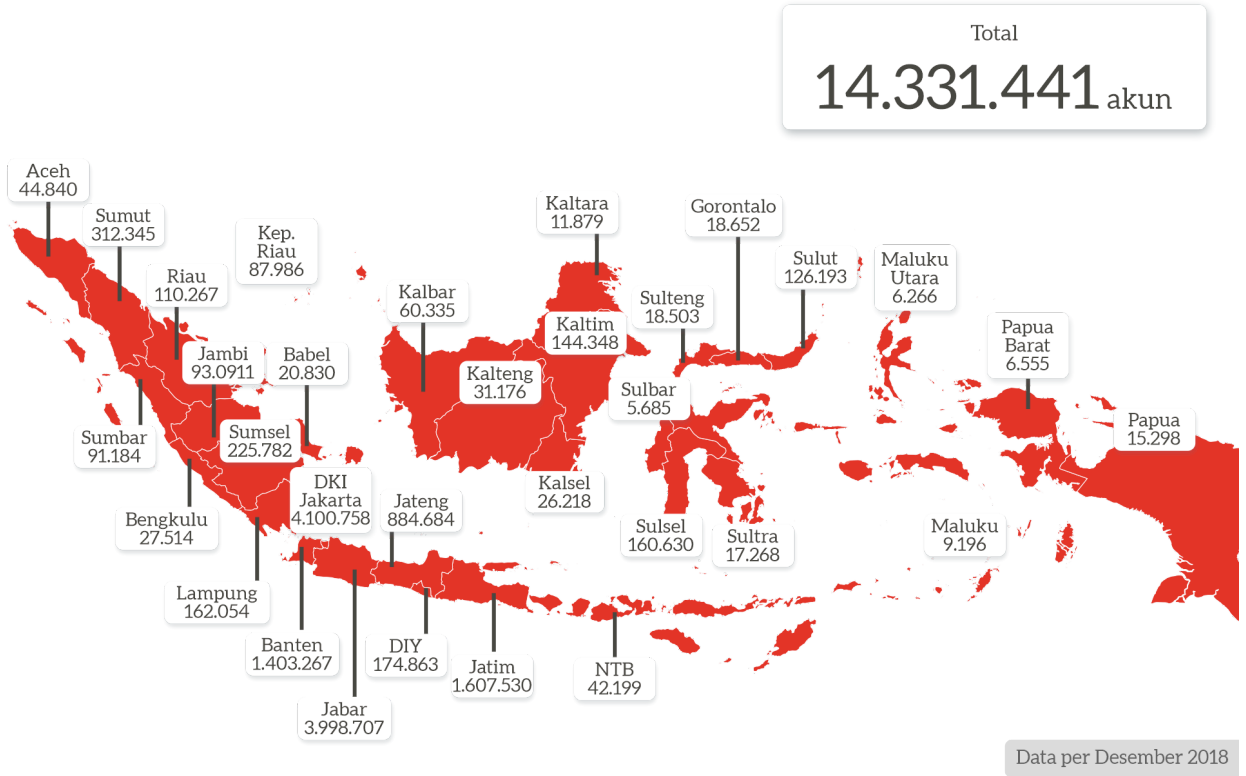 Total
14.331.441 akun
Aceh
44.840
Sumut
312.345
Kep.
Riau
87.986
Riau
110.267
Kaltara
11.879
Gorontalo
18.652
Sulut
126.193
Maluku
Utara
6.266
Kalbar
60.335
Sulteng
18.503
Kaltim
144.348
Papua
Barat
6.555
Jambi
93.0911
Babel
20.830
Kalteng
31.176
Sulbar
5.685
Papua
15.298
Sumbar
91.184
Sumsel
225.782
DKI
Jakarta
4.100.758
Jateng
884.684
Kalsel
26.218
Bengkulu
27.514
Sulsel
160.630
Sultra
17.268
Maluku
9.196
Lampung
162.054
Banten
1.403.267
DIY
174.863
Jatim
1.607.530
NTB
42.199
Jabar
3.998.707
Data per Desember 2018